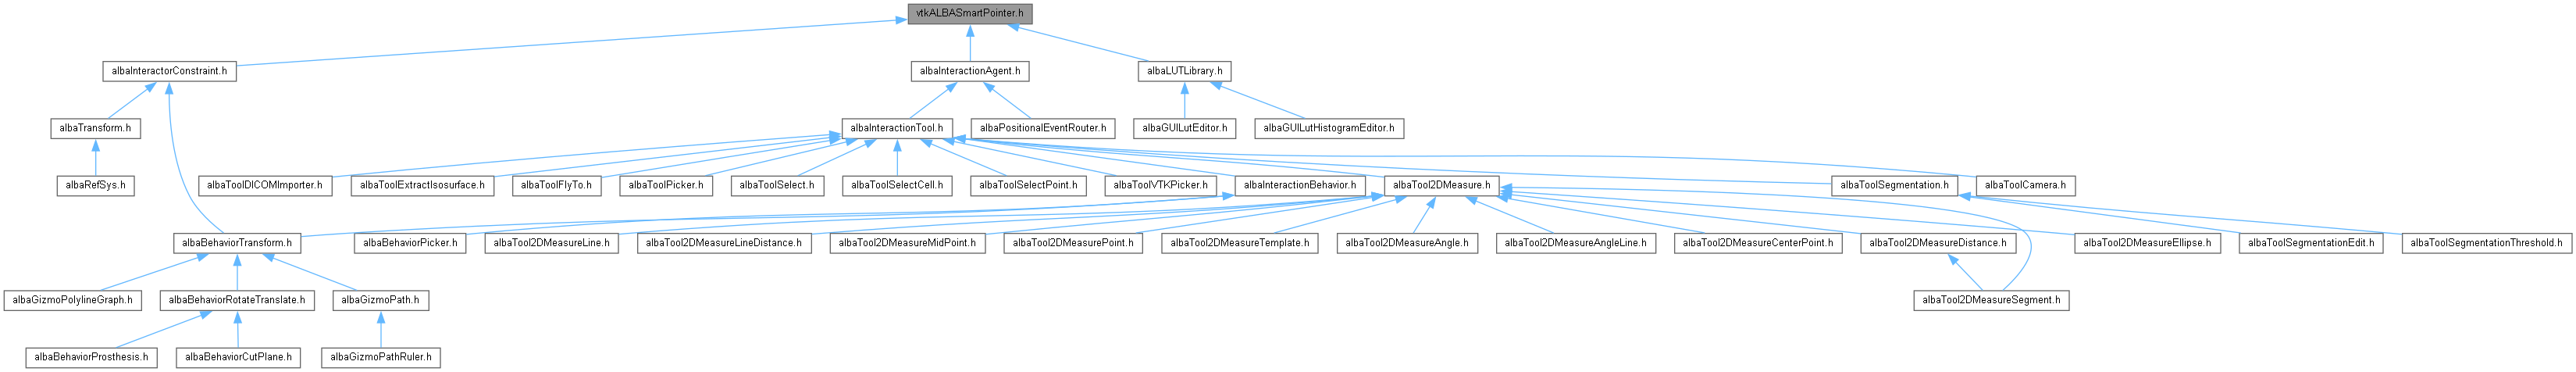 vtkALBASmartPointer.h
albaInteractorConstraint.h
albaInteractionAgent.h
albaLUTLibrary.h
albaTransform.h
albaInteractionTool.h
albaPositionalEventRouter.h
albaGUILutEditor.h
albaGUILutHistogramEditor.h
albaRefSys.h
albaToolDICOMImporter.h
albaToolExtractIsosurface.h
albaToolFlyTo.h
albaToolPicker.h
albaToolSelect.h
albaToolSelectCell.h
albaToolSelectPoint.h
albaToolVTKPicker.h
albaInteractionBehavior.h
albaTool2DMeasure.h
albaToolSegmentation.h
albaToolCamera.h
albaBehaviorTransform.h
albaBehaviorPicker.h
albaTool2DMeasureLine.h
albaTool2DMeasureLineDistance.h
albaTool2DMeasureMidPoint.h
albaTool2DMeasurePoint.h
albaTool2DMeasureTemplate.h
albaTool2DMeasureAngle.h
albaTool2DMeasureAngleLine.h
albaTool2DMeasureCenterPoint.h
albaTool2DMeasureDistance.h
albaTool2DMeasureEllipse.h
albaToolSegmentationEdit.h
albaToolSegmentationThreshold.h
albaGizmoPolylineGraph.h
albaBehaviorRotateTranslate.h
albaGizmoPath.h
albaTool2DMeasureSegment.h
albaBehaviorProsthesis.h
albaBehaviorCutPlane.h
albaGizmoPathRuler.h